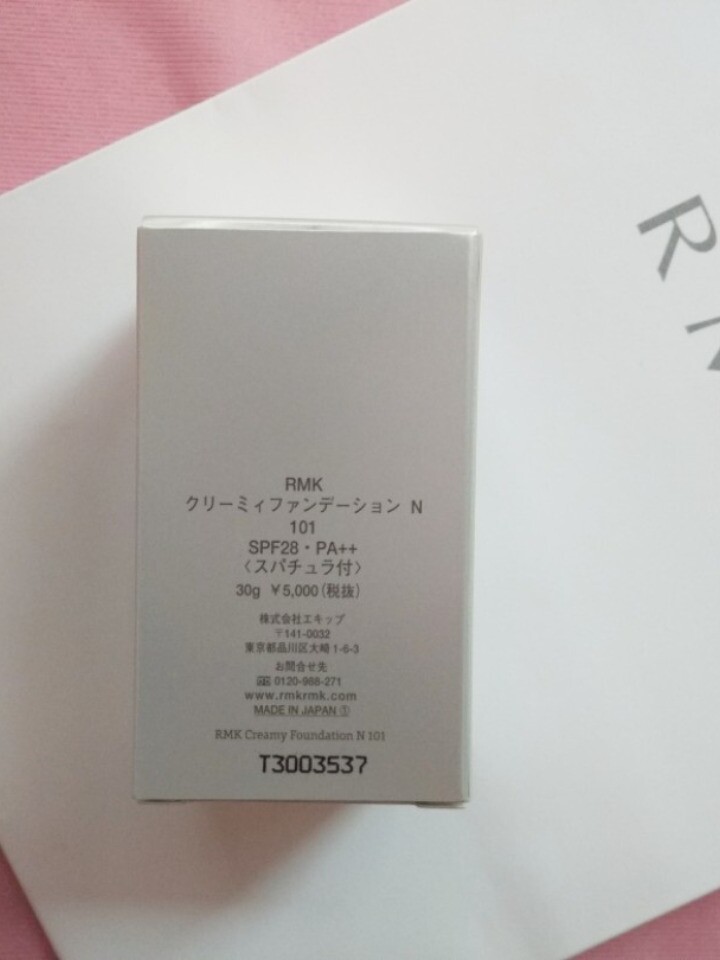 RMK
クリーミィファンデーション N
101
SPF28・PA++
〈スパチュラ付〉
30g ￥5,000(税抜)
株式会社エキップ
〒141-0032
東京都品川区大崎1-6-3
お問合せ先
0120-988-271
www.rmkrmk.com
MADE IN JAPAN ①
RMK Creamy Foundation N 101
T3003537
R